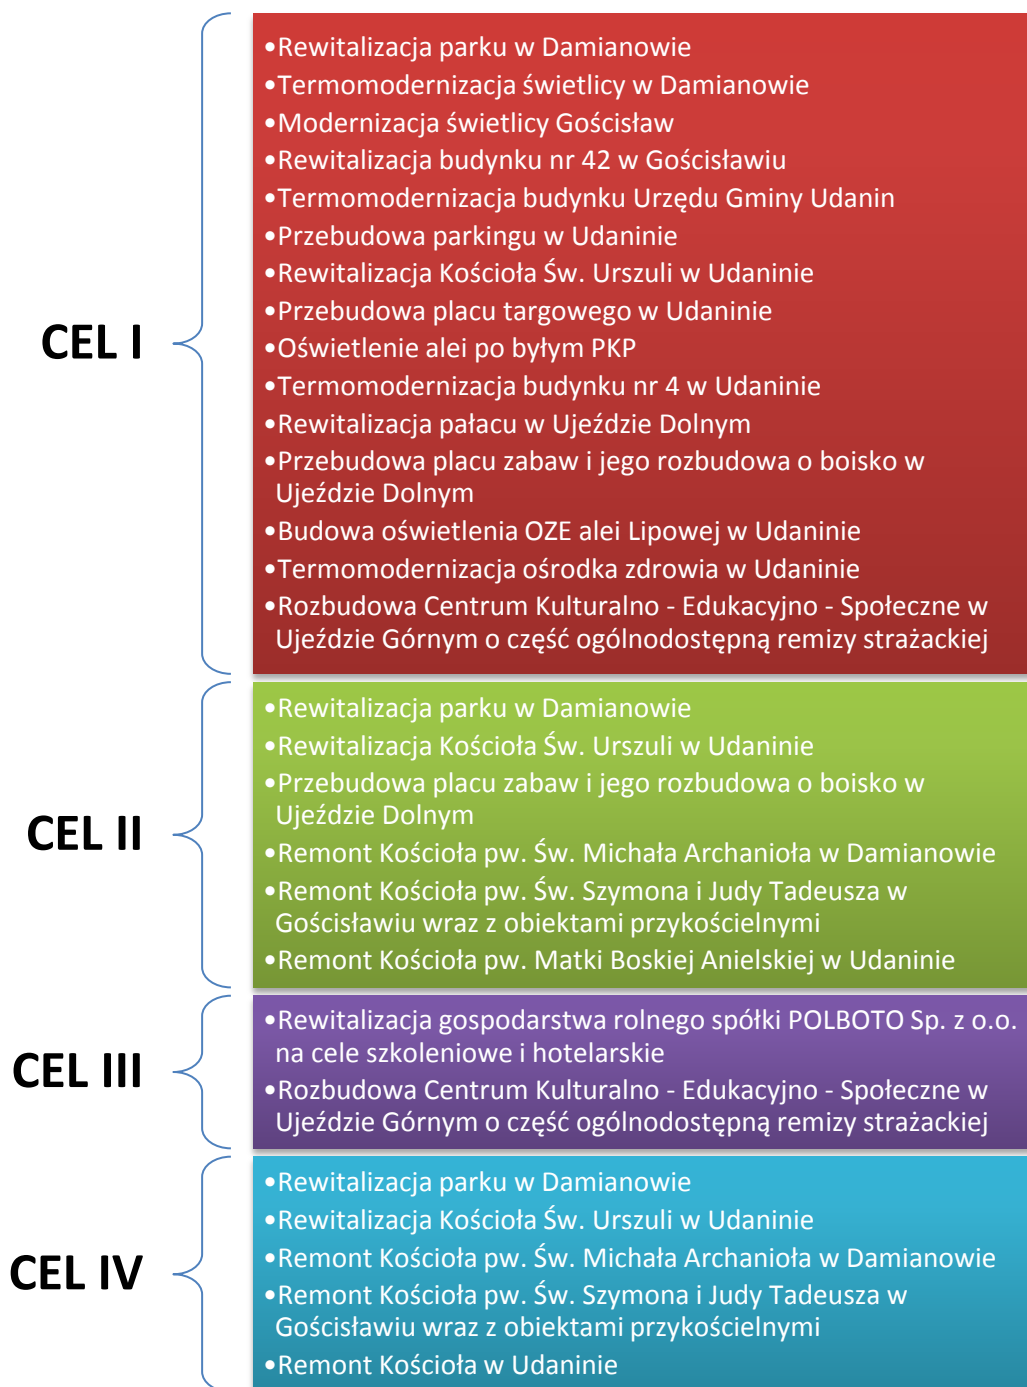 CEL I
•Rewitalizacja parku w Damianowie
•Termomodernizacja świetlicy w Damianowie
•Modernizacja świetlicy Gościsław
•Rewitalizacja budynku nr 42 w Gościsławiu
•Termomodernizacja budynku Urzędu Gminy Udanin
•Przebudowa parkingu w Udaninie
•Rewitalizacja Kościoła Św. Urszuli w Udaninie
•Przebudowa placu targowego w Udaninie
•Oświetlenie alei po byłym PKP
•Termomodernizacja budynku nr 4 w Udaninie
•Rewitalizacja pałacu w Ujeździe Dolnym
•Przebudowa placu zabaw i jego rozbudowa o boisko w
Ujeździe Dolnym
•Budowa oświetlenia OZE alei Lipowej w Udaninie
•Termomodernizacja ośrodka zdrowia w Udaninie
•Rozbudowa Centrum Kulturalno - Edukacyjno - Społeczne w
Ujeździe Górnym o część ogólnodostępną remizy strażackiej
CEL II
•Rewitalizacja parku w Damianowie
•Rewitalizacja Kościoła Św. Urszuli w Udaninie
•Przebudowa placu zabaw i jego rozbudowa o boisko w
Ujeździe Dolnym
•Remont Kościoła pw. Św. Michała Archanioła w Damianowie
•Remont Kościoła pw. Św. Szymona i Judy Tadeusza w
Gościsławiu wraz z obiektami przykościelnymi
•Remont Kościoła pw. Matki Boskiej Anielskiej w Udaninie
CEL III
•Rewitalizacja gospodarstwa rolnego spółki POLBOTO Sp. z o.o.
na cele szkoleniowe i hotelarskie
•Rozbudowa Centrum Kulturalno - Edukacyjno - Społeczne w
Ujeździe Górnym o część ogólnodostępną remizy strażackiej
CEL IV
•Rewitalizacja parku w Damianowie
•Rewitalizacja Kościoła Św. Urszuli w Udaninie
•Remont Kościoła pw. Św. Michała Archanioła w Damianowie
•Remont Kościoła pw. Św. Szymona i Judy Tadeusza w
Gościsławiu wraz z obiektami przykościelnymi
•Remont Kościoła w Udaninie